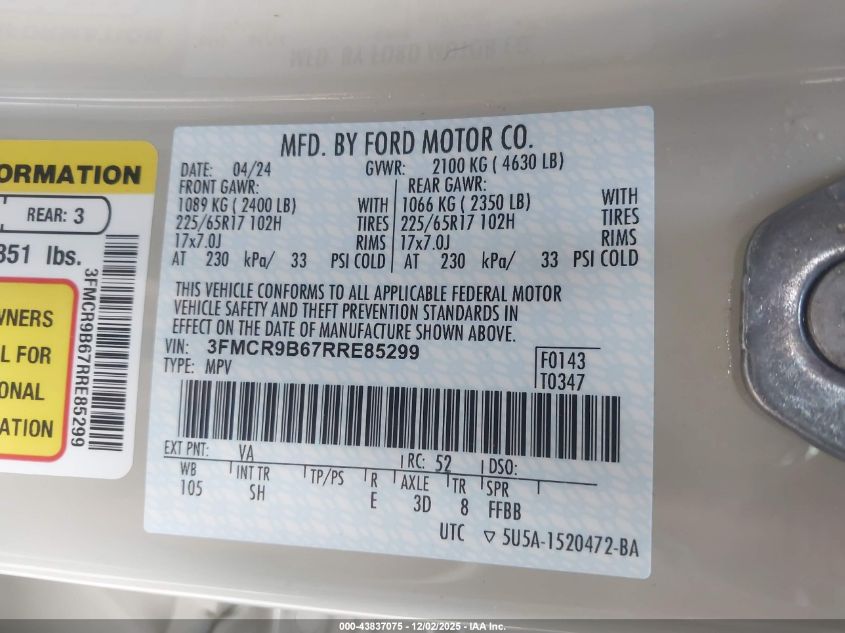 MFD. BY FORD MOTOR CO.
DATE: 04/24 GVWR: 2100 KG ( 4630 LB)
FRONT GAWR: REAR GAWR:
1089 KG ( 2400 LB) WITH 1066 KG ( 2350 LB) WITH
225/65R17 102H TIRES 225/65R17 102H TIRES
17x7.0J RIMS 17x7.0J RIMS
AT 230 kPa/ 33 PSI COLD AT 230 kPa/ 33 PSI COLD
THIS VEHICLE CONFORMS TO ALL APPLICABLE FEDERAL MOTOR
VEHICLE SAFETY AND THEFT PREVENTION STANDARDS IN
EFFECT ON THE DATE OF MANUFACTURE SHOWN ABOVE.
VIN: 3FMCR9B67RRE85299
TYPE: MPV
F0143
T0347
EXT PNT: VA RC: 52 DSO:
WB INT TR TP/PS R AXLE TR SPR
105 SH E 3D 8 FFBB
UTC ▽ 5U5A-1520472-BA
ORMATION
REAR: 3
351 lbs.
WNERS
L FOR
ONAL
ATION
3FMCR9B67RRE85299
000-43837075 - 12/02/2025 - IAA Inc.